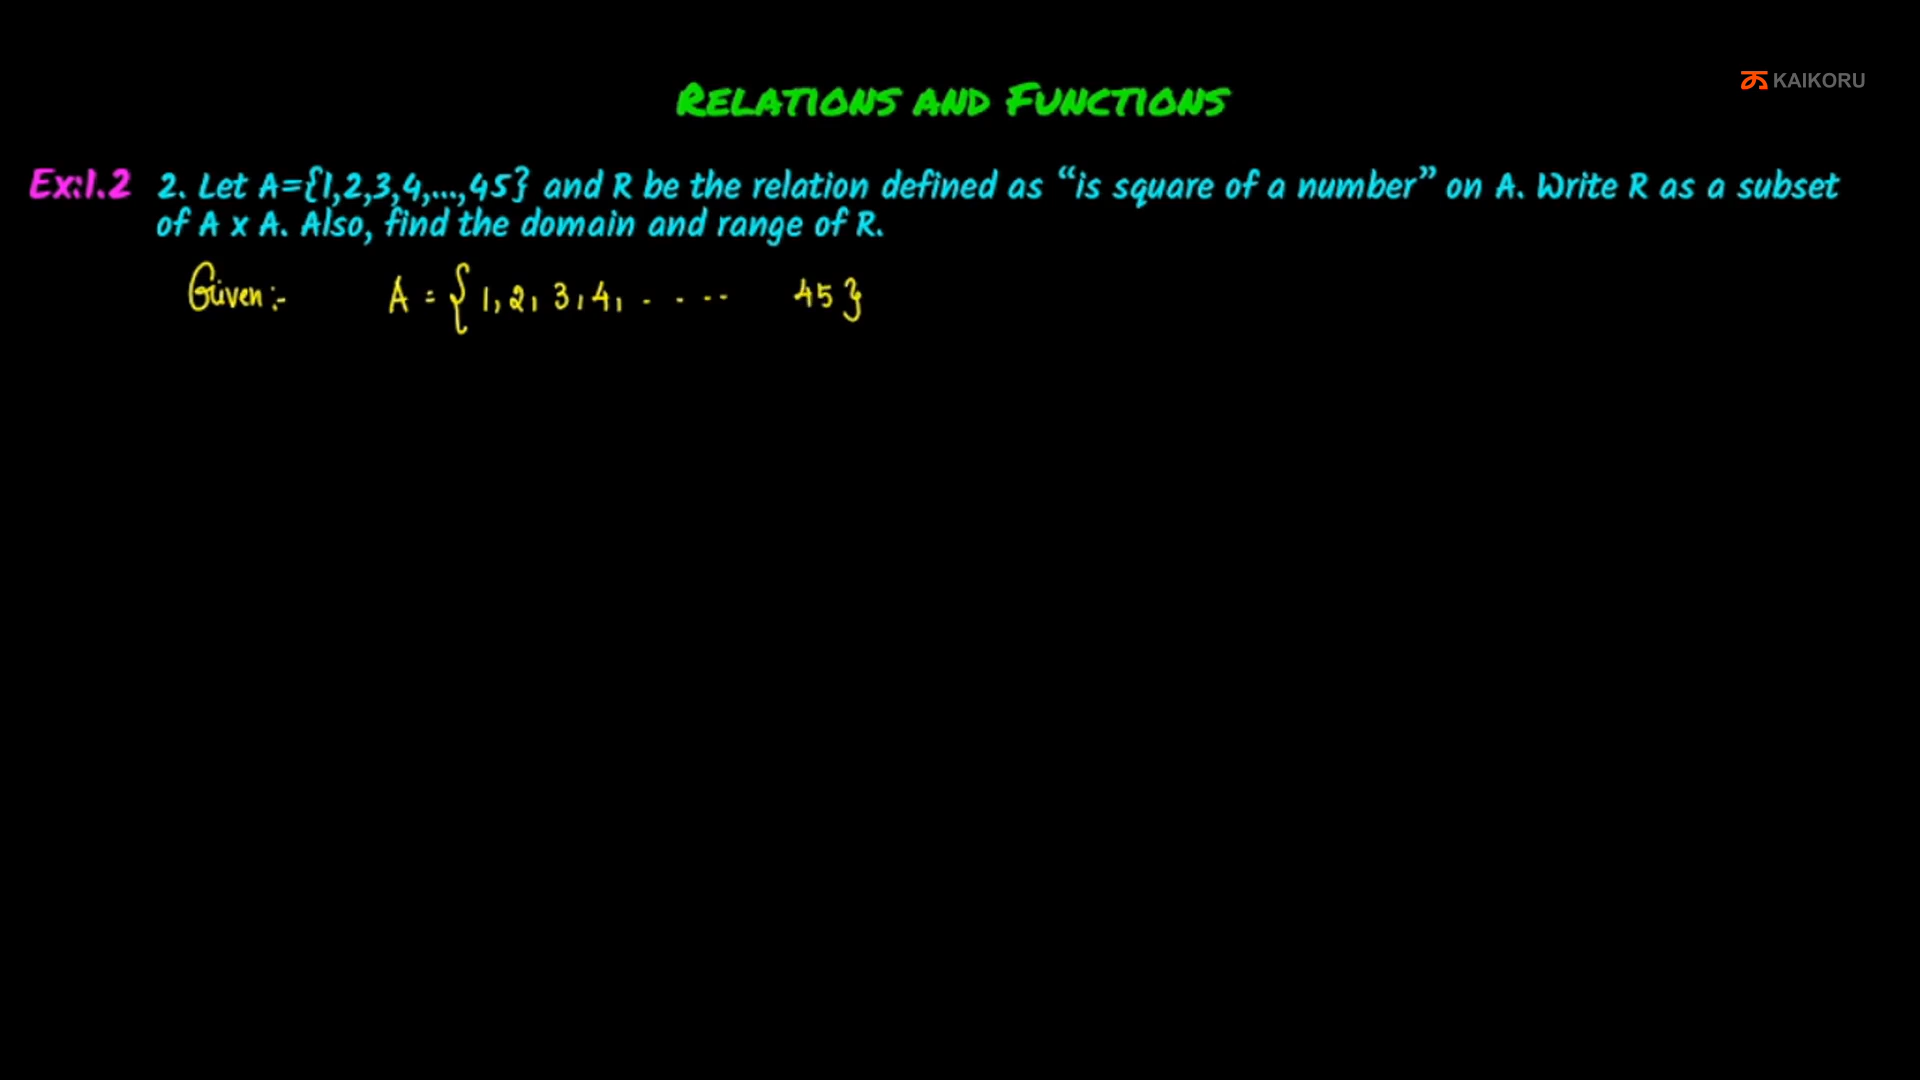 KAIKORU
RELATIONS AND FUNCTIONS
Ex:1.2 2. Let A={1,2,3,4,...,45} and R be the relation defined as “is square of a number” on A. Write R as a subset
of A x A. Also, find the domain and range of R.
Given:- A = { 1, 2, 3, 4, . . . . 45 }